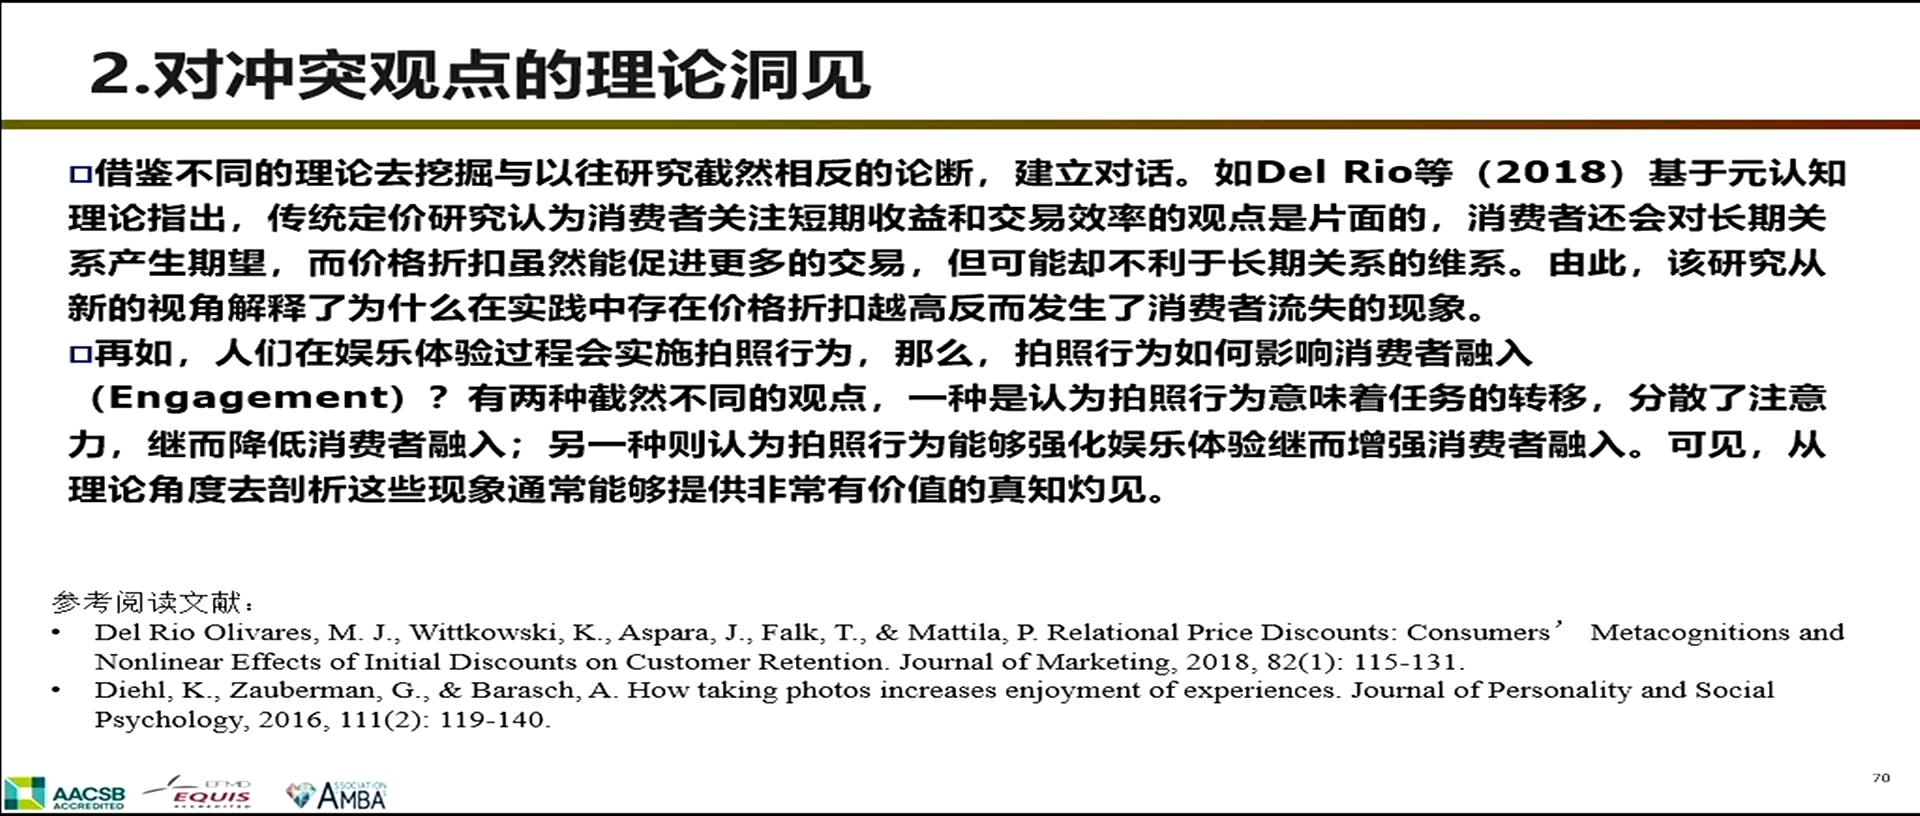 2.对冲突观点的理论洞见
借鉴不同的理论去挖掘与以往研究截然相反的论断，建立对话。如Del Rio等（2018）基于元认知
理论指出，传统定价研究认为消费者关注短期收益和交易效率的观点是片面的，消费者还会对长期关
系产生期望，而价格折扣虽然能促进更多的交易，但可能却不利于长期关系的维系。由此，该研究从
新的视角解释了为什么在实践中存在价格折扣越高反而发生了消费者流失的现象。
再如，人们在娱乐体验过程会实施拍照行为，那么，拍照行为如何影响消费者融入
（Engagement）？有两种截然不同的观点，一种是认为拍照行为意味着任务的转移，分散了注意
力，继而降低消费者融入；另一种则认为拍照行为能够强化娱乐体验继而增强消费者融入。可见，从
理论角度去剖析这些现象通常能够提供非常有价值的真知灼见。
参考阅读文献：
• Del Rio Olivares, M. J., Wittkowski, K., Aspara, J., Falk, T., & Mattila, P. Relational Price Discounts: Consumers’ Metacognitions and
Nonlinear Effects of Initial Discounts on Customer Retention. Journal of Marketing, 2018, 82(1): 115-131.
• Diehl, K., Zauberman, G., & Barasch, A. How taking photos increases enjoyment of experiences. Journal of Personality and Social
Psychology, 2016, 111(2): 119-140.
AACSB
ACCREDITED
EFMD
EQUIS
ACCREDITED
ASSOCIATION
OF
AMBA
70